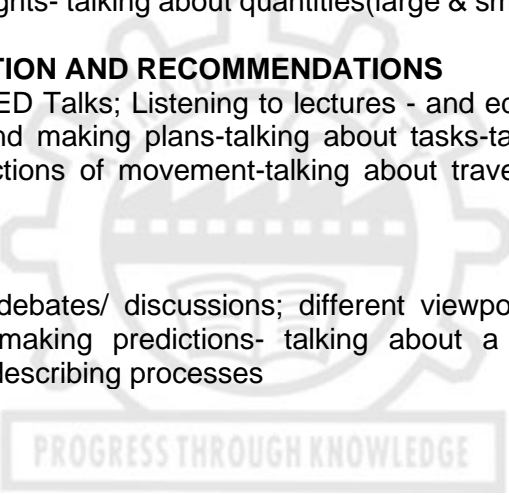 ghts- talking about quantities(large & sm
TION AND RECOMMENDATIONS
ED Talks; Listening to lectures - and ed
nd making plans-talking about tasks-ta
ctions of movement-talking about trave
debates/ discussions; different viewpo
making predictions- talking about a
describing processes
PROGRESS THROUGH KNOWLEDGE